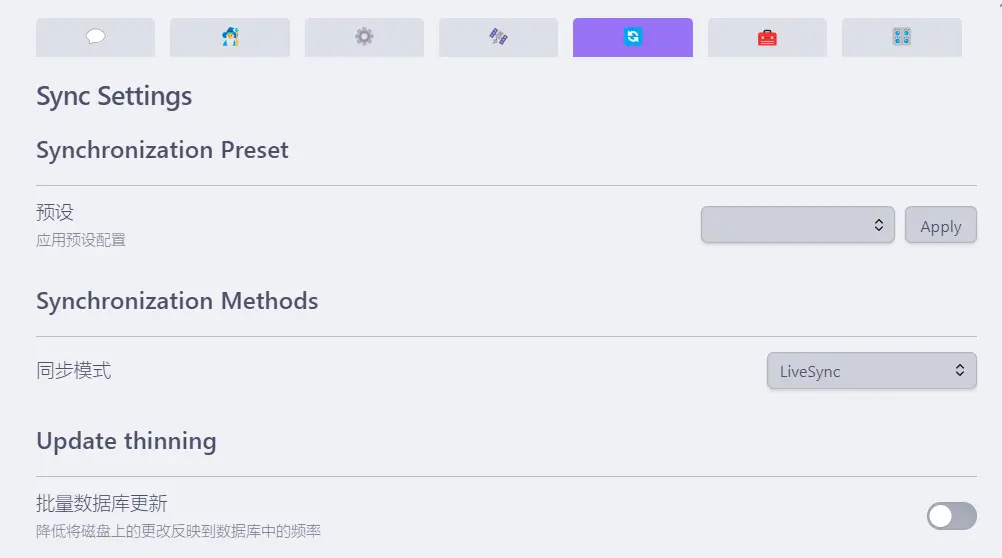 Sync Settings
Synchronization Preset
预设
应用预设配置
Apply
Synchronization Methods
同步模式
LiveSync
Update thinning
批量数据库更新
降低将磁盘上的更改反映到数据库中的频率